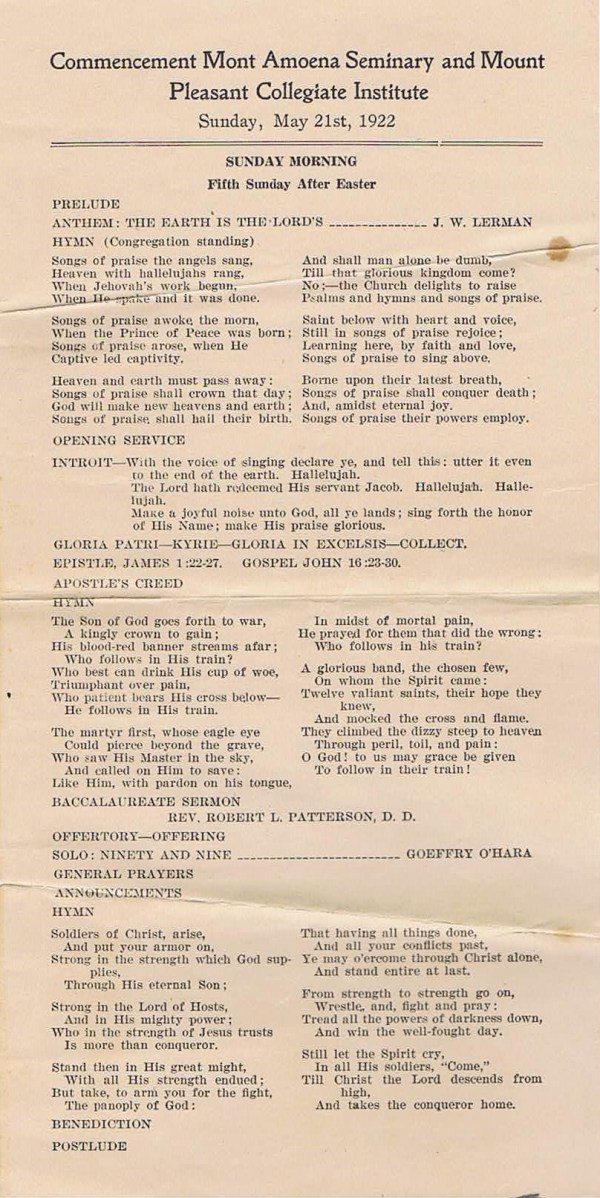 Commencement Mont Amoena Seminary and Mount
Pleasant Collegiate Institute
Sunday, May 21st, 1922
SUNDAY MORNING
Fifth Sunday After Easter
PRELUDE
ANTHEM: THE EARTH IS THE LORD'S --------------- J. W. LERMAN
HYMN (Congregation standing)
Songs of praise the angels sang,
Heaven with hallelujahs rang,
When Jehovah's work begun,
When He spake and it was done.
Songs of praise awoke the morn,
When the Prince of Peace was born;
Songs of praise arose, when He
Captive led captivity.
Heaven and earth must pass away:
Songs of praise shall crown that day;
God will make new heavens and earth;
Songs of praise shall hail their birth.
And shall man alone be dumb,
Till that glorious kingdom come?
No;—the Church delights to raise
Psalms and hymns and songs of praise.
Saint below with heart and voice,
Still in songs of praise rejoice;
Learning here, by faith and love,
Songs of praise to sing above.
Borne upon their latest breath,
Songs of praise shall conquer death;
And, amidst eternal joy.
Songs of praise their powers employ.
OPENING SERVICE
INTROIT—With the voice of singing declare ye, and tell this: utter it even
to the end of the earth. Hallelujah.
The Lord hath redeemed His servant Jacob. Hallelujah. Halle-
lujah.
Make a joyful noise unto God, all ye lands; sing forth the honor
of His Name; make His praise glorious.
GLORIA PATRI—KYRIE—GLORIA IN EXCELSIS—COLLECT.
EPISTLE, JAMES 1:22-27. GOSPEL JOHN 16:23-30.
APOSTLE'S CREED
HYMN
The Son of God goes forth to war,
A kingly crown to gain;
His blood-red banner streams afar;
Who follows in His train?
Who best can drink His cup of woe,
Triumphant over pain,
Who patient bears His cross below—
He follows in His train.
The martyr first, whose eagle eye
Could pierce beyond the grave,
Who saw His Master in the sky,
And called on Him to save:
Like Him, with pardon on his tongue,
In midst of mortal pain,
He prayed for them that did the wrong:
Who follows in his train?
A glorious band, the chosen few,
On whom the Spirit came:
Twelve valiant saints, their hope they
knew,
And mocked the cross and flame.
They climbed the dizzy steep to heaven
Through peril, toil, and pain:
O God! to us may grace be given
To follow in their train!
BACCALAUREATE SERMON
REV. ROBERT L. PATTERSON, D. D.
OFFERTORY—OFFERING
SOLO: NINETY AND NINE ------------------------- GOEFFRY O'HARA
GENERAL PRAYERS
ANNOUNCEMENTS
HYMN
Soldiers of Christ, arise,
And put your armor on,
Strong in the strength which God sup-
plies,
Through His eternal Son;
Strong in the Lord of Hosts,
And in His mighty power;
Who in the strength of Jesus trusts
Is more than conqueror.
Stand then in His great might,
With all His strength endued;
But take, to arm you for the fight,
The panoply of God:
That having all things done,
And all your conflicts past,
Ye may o'ercome through Christ alone,
And stand entire at last.
From strength to strength go on,
Wrestle, and, fight and pray:
Tread all the powers of darkness down,
And win the well-fought day.
Still let the Spirit cry,
In all His soldiers, "Come,"
Till Christ the Lord descends from
high,
And takes the conqueror home.
BENEDICTION
POSTLUDE